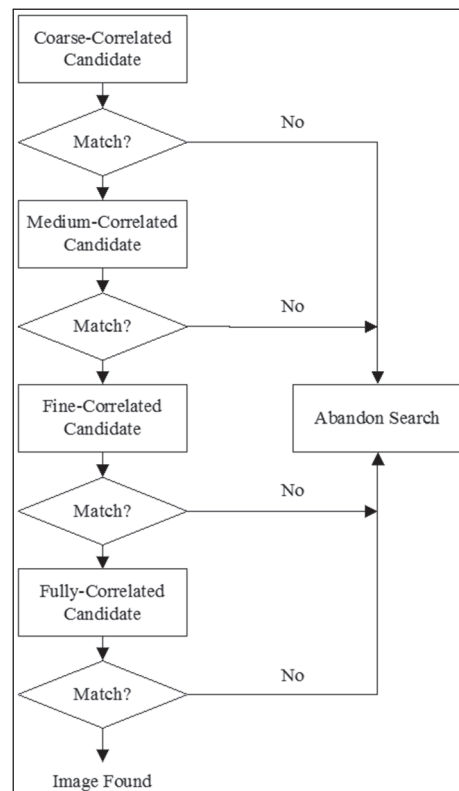 Coarse-Correlated
Candidate
No
Match?
Medium-Correlated
Candidate
No
Match?
Fine-Correlated
Candidate
Abandon Search
No
Match?
Fully-Correlated
Candidate
No
Match?
Image Found